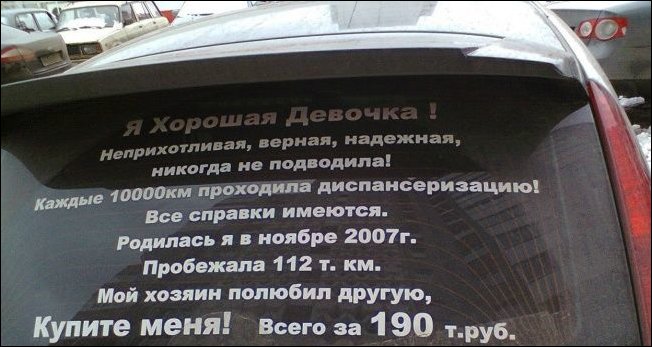 Я Хорошая Девочка !
Неприхотливая, верная, надежная,
никогда не подводила!
Каждые 10000км проходила диспансеризацию!
Все справки имеются.
Родилась я в ноябре 2007г.
Пробежала 112 т. км.
Мой хозяин полюбил другую,
Купите меня! Всего за 190 т.руб.